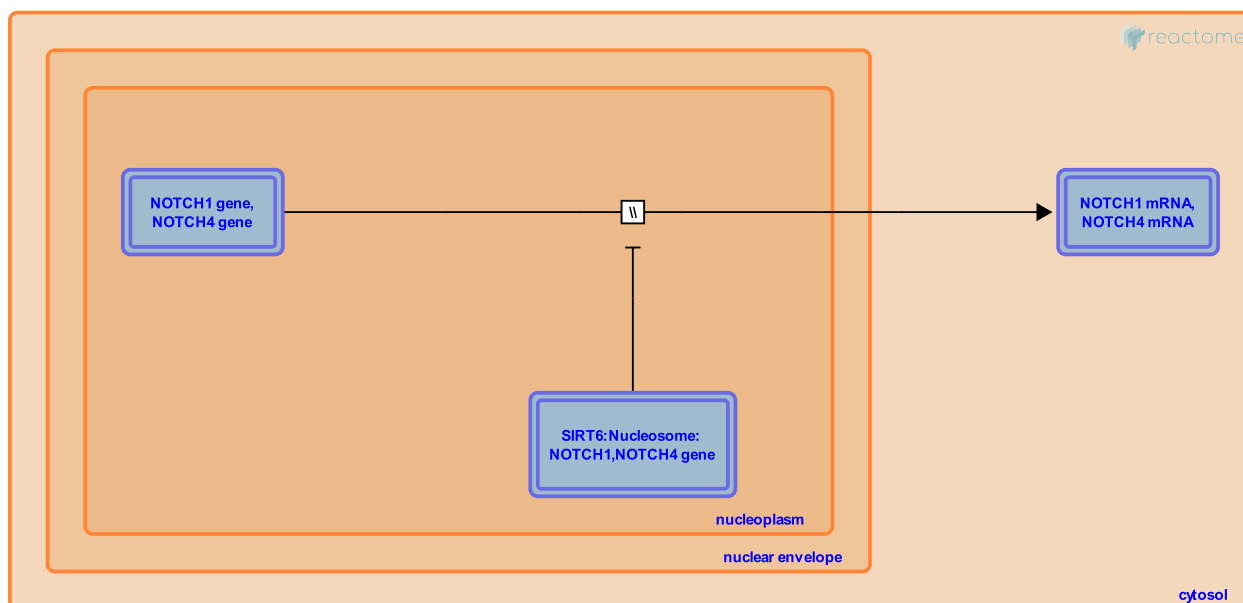 reactome
NOTCH1 gene,
NOTCH4 gene
\\
NOTCH1 mRNA,
NOTCH4 mRNA
SIRT6:Nucleosome:
NOTCH1,NOTCH4 gene
nucleoplasm
nuclear envelope
cytosol